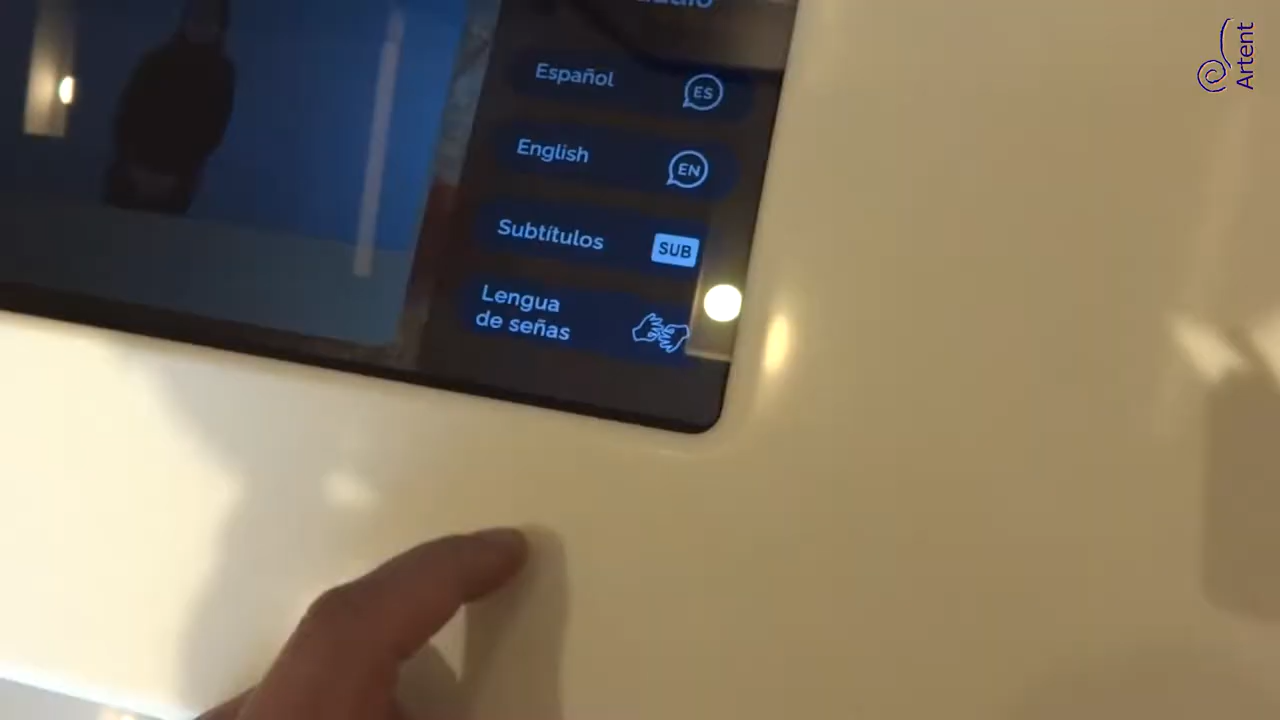 Español
ES
English
EN
Subtítulos
SUB
Lengua
de señas
Artent